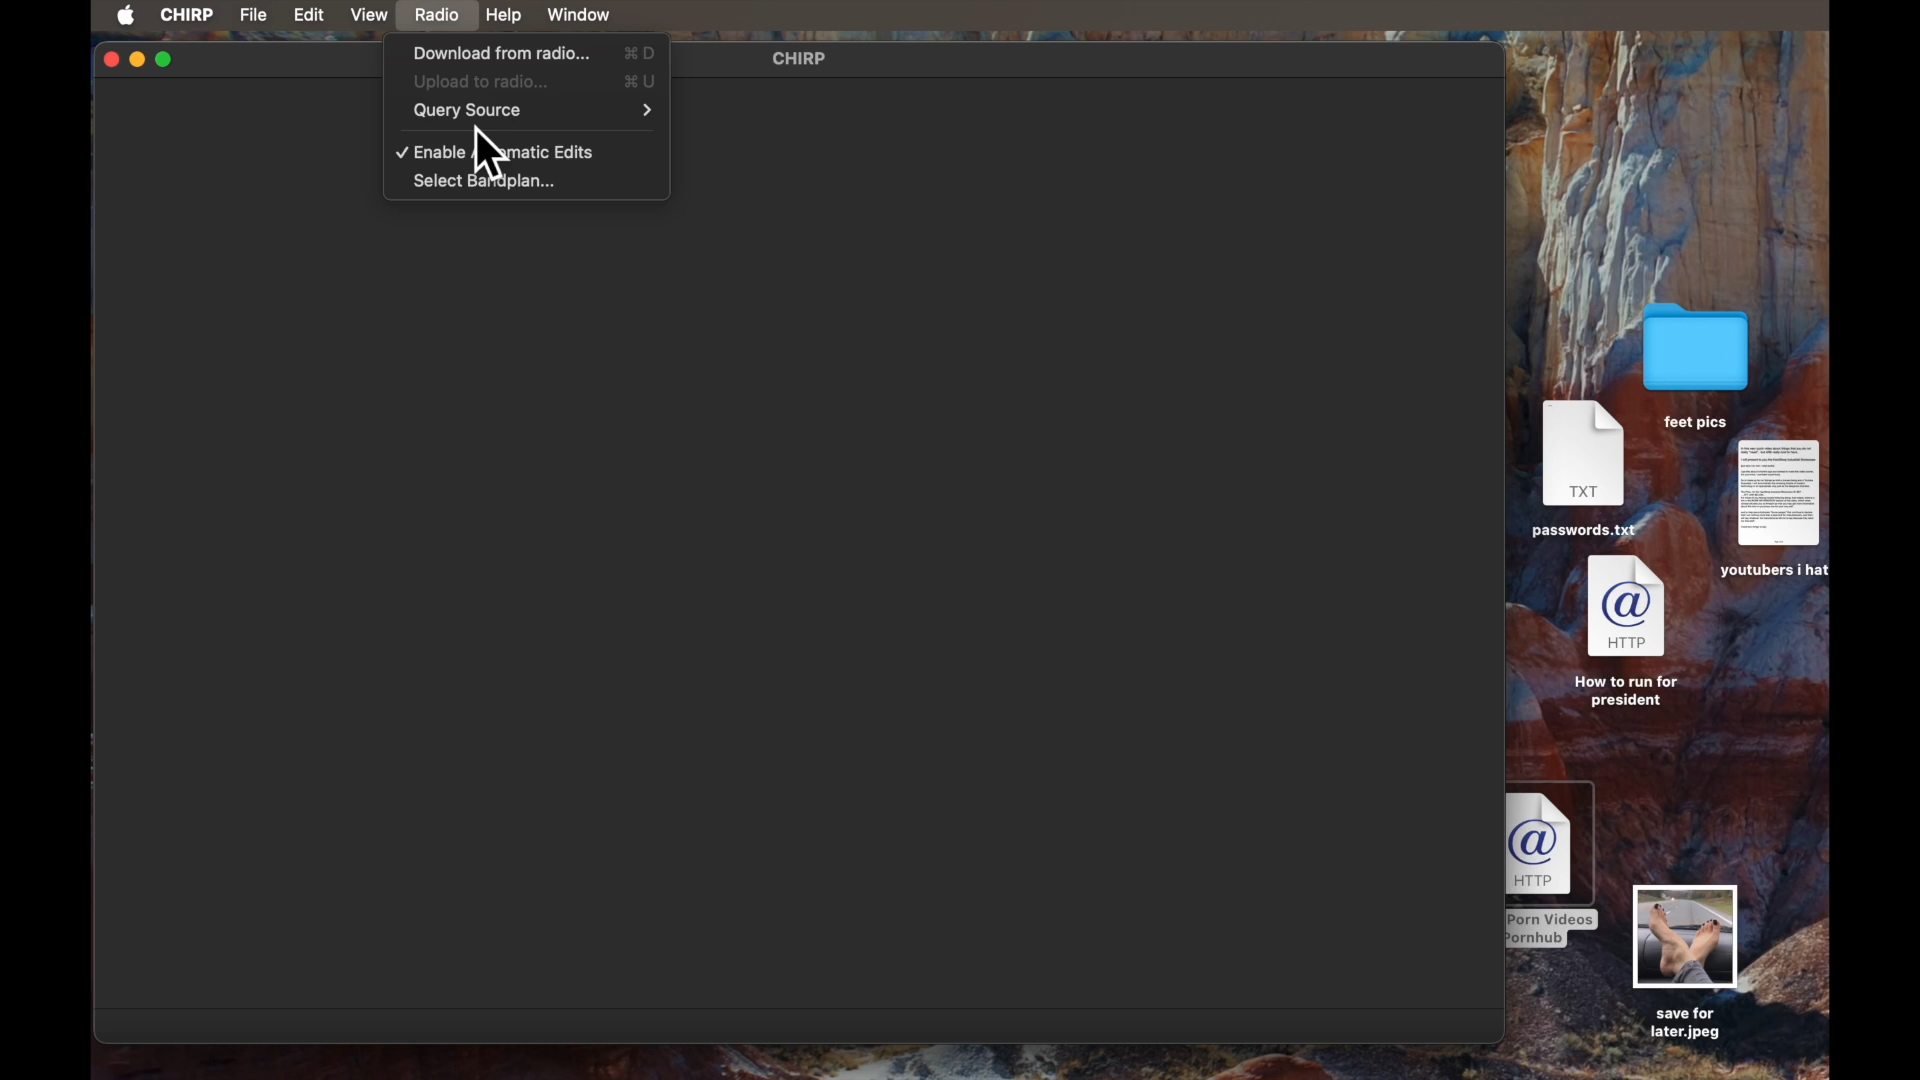 CHIRP File Edit View Radio Help Window
CHIRP
Download from radio... ⌘ D
Upload to radio... ⌘ U
Query Source
✓ Enable matic Edits
Select Bandplan...
feet pics
TXT
passwords.txt
youtubers i hat
@
HTTP
How to run for
president
@
HTTP
Porn Videos
Pornhub
save for
later.jpeg